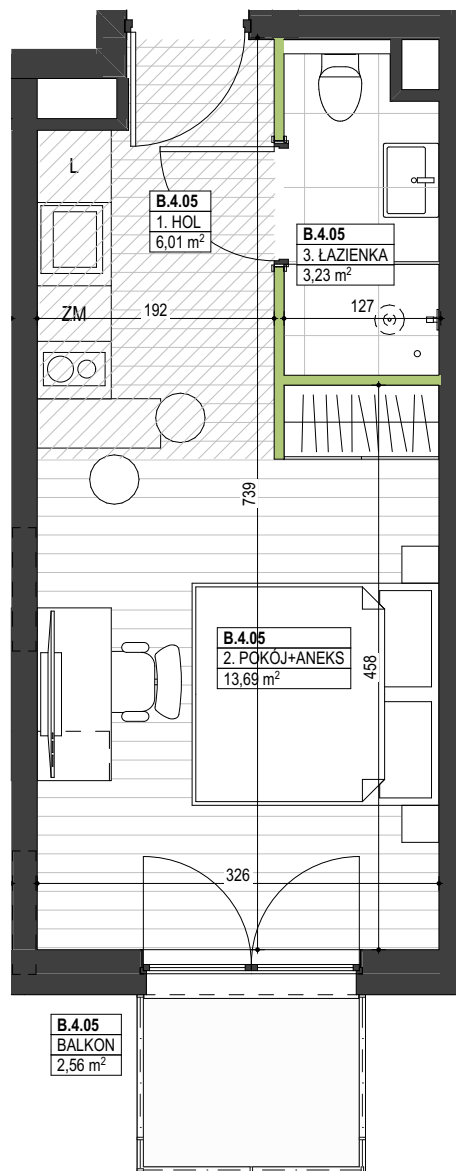 L
B.4.05
1. HOL
6,01 m²
B.4.05
3. ŁAZIENKA
3,23 m²
ZM
192
127
739
B.4.05
2. POKÓJ+ANEKS
13,69 m²
458
326
B.4.05
BALKON
2,56 m²